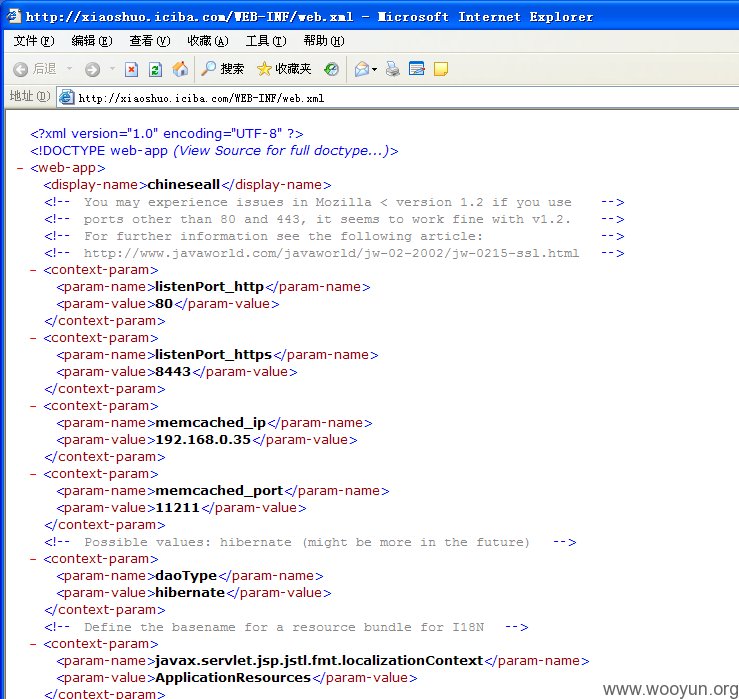 http://xiaoshuo.iciba.com/WEB-INF/web.xml - Microsoft Internet Explorer
文件(F) 编辑(E) 查看(V) 收藏(A) 工具(T) 帮助(H)
后退 搜索 收藏夹
地址(D) http://xiaoshuo.iciba.com/WEB-INF/web.xml
<?xml version="1.0" encoding="UTF-8" ?>
<!DOCTYPE web-app (View Source for full doctype...)>
- <web-app>
<display-name>chineseall</display-name>
<!-- You may experience issues in Mozilla < version 1.2 if you use -->
<!-- ports other than 80 and 443, it seems to work fine with v1.2. -->
<!-- For further information see the following article: -->
<!-- http://www.javaworld.com/javaworld/jw-02-2002/jw-0215-ssl.html -->
- <context-param>
<param-name>listenPort_http</param-name>
<param-value>80</param-value>
</context-param>
- <context-param>
<param-name>listenPort_https</param-name>
<param-value>8443</param-value>
</context-param>
- <context-param>
<param-name>memcached_ip</param-name>
<param-value>192.168.0.35</param-value>
</context-param>
- <context-param>
<param-name>memcached_port</param-name>
<param-value>11211</param-value>
</context-param>
<!-- Possible values: hibernate (might be more in the future) -->
- <context-param>
<param-name>daoType</param-name>
<param-value>hibernate</param-value>
</context-param>
<!-- Define the basename for a resource bundle for I18N -->
- <context-param>
<param-name>javax.servlet.jsp.jstl.fmt.localizationContext</param-name>
<param-value>ApplicationResources</param-value>
</context-param>
www.wooyun.org